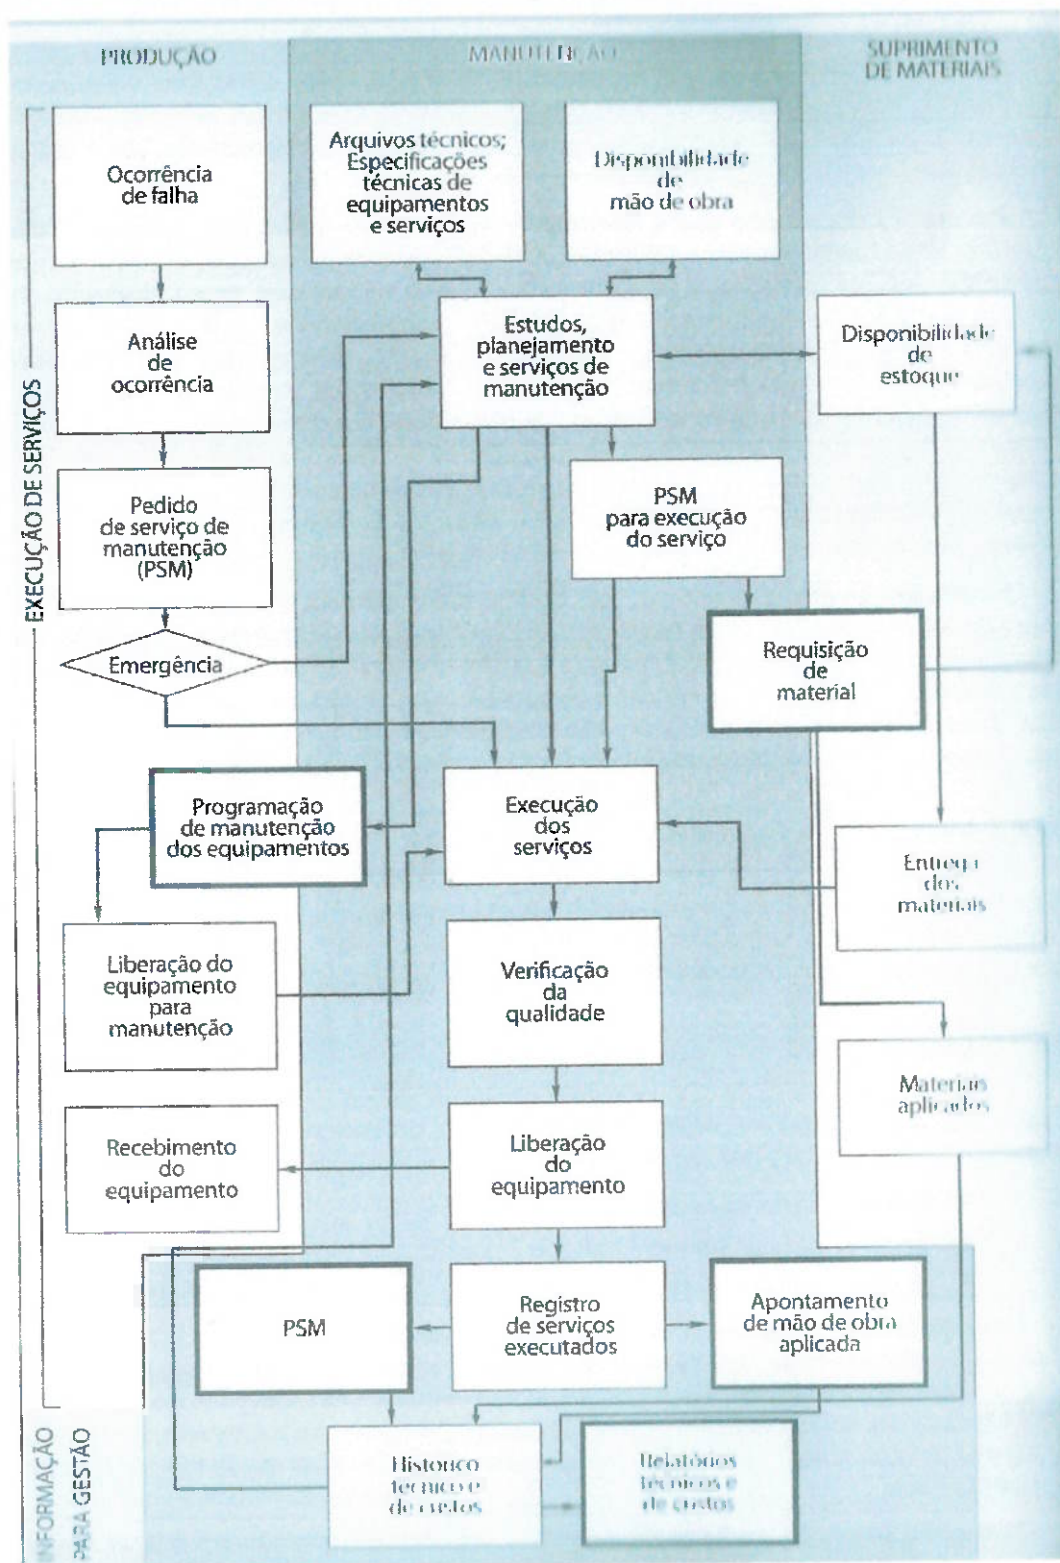 PRODUÇÃO
MANUTENÇÃO
SUPRIMENTO
DE MATERIAIS
EXECUÇÃO DE SERVIÇOS
Ocorrência
de falha
Arquivos técnicos;
Especificações
técnicas de
equipamentos
e serviços
Disponibilidade
de
mão de obra
Análise
de
ocorrência
Estudos,
planejamento
e serviços de
manutenção
Disponibilidade
de
estoque
Pedido
de serviço de
manutenção
(PSM)
PSM
para execução
do serviço
Emergência
Requisição
de
material
Programação
de manutenção
dos equipamentos
Execução
dos
serviços
Entrega
dos
materiais
Liberação do
equipamento
para
manutenção
Verificação
da
qualidade
Materiais
aplicados
Recebimento
do
equipamento
Liberação
do
equipamento
PSM
Registro
de serviços
executados
Apontamento
de mão de obra
aplicada
INFORMAÇÃO
PARA GESTÃO
Histórico
técnico e
de custos
Relatórios
técnicos e
de custos